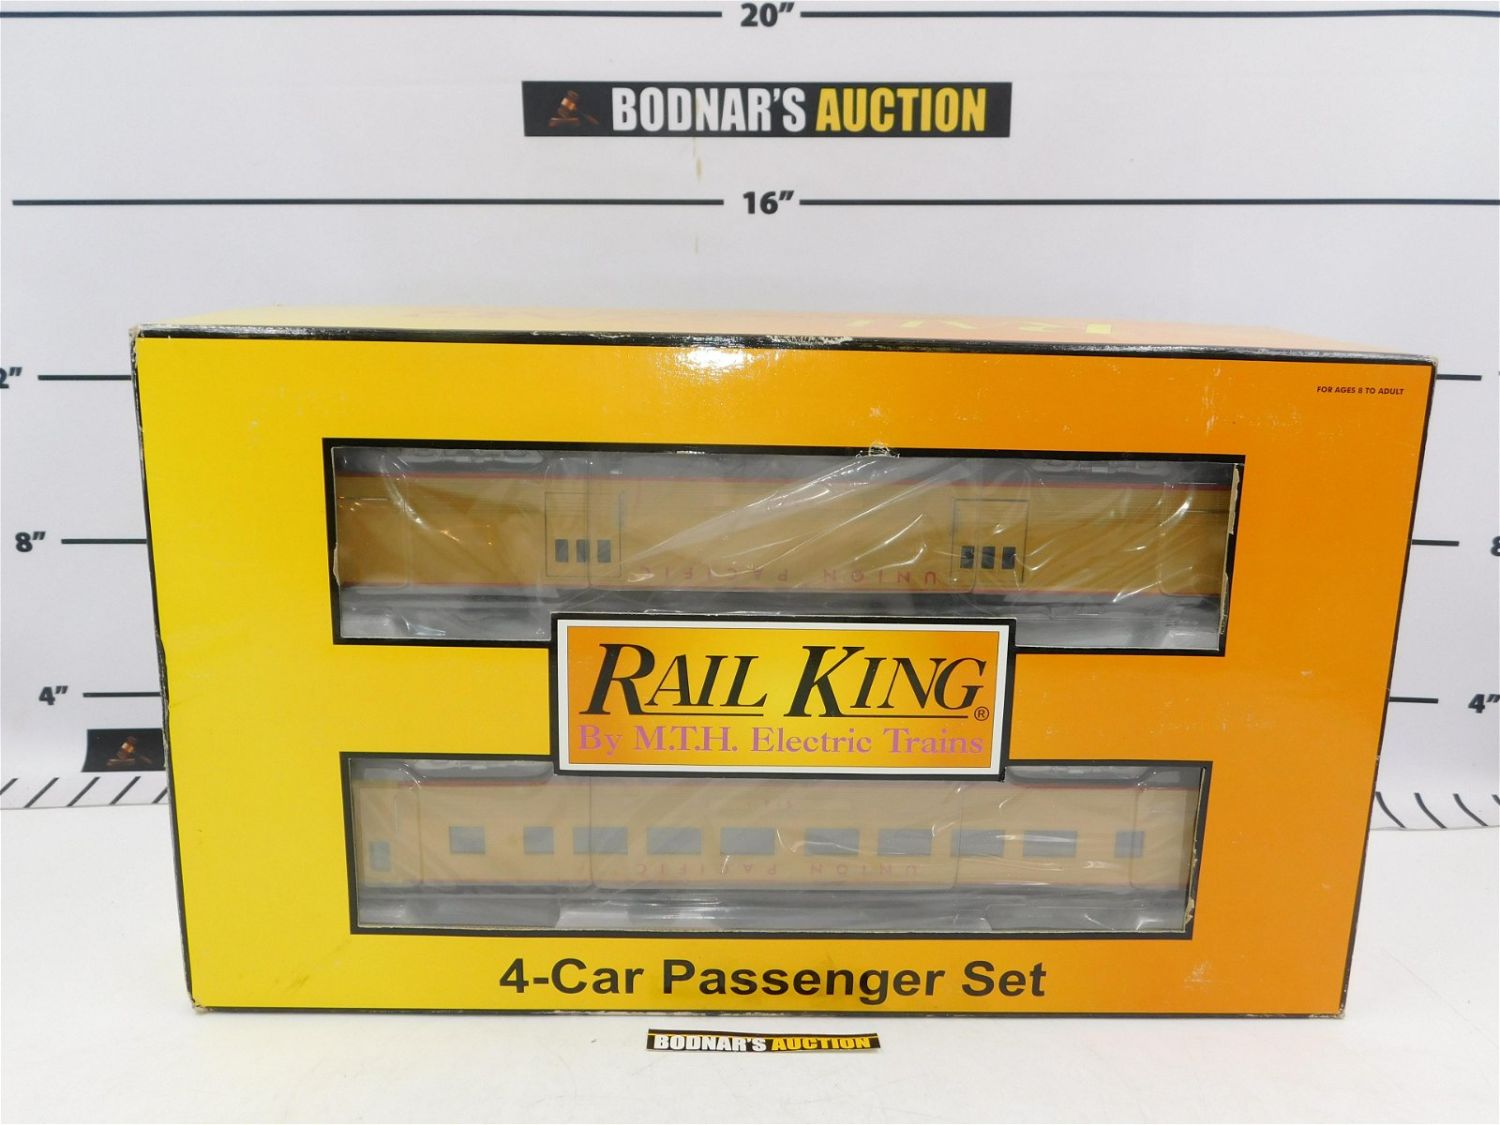 20”
BODNAR'S AUCTION
16”
2”
FOR AGES 8 TO ADULT
UNION PACIFIC
8”
8
RAIL KING®
By M.T.H. Electric Trains
4”
4”
UNION PACIFIC
4-Car Passenger Set
BODNAR'S AUCTION